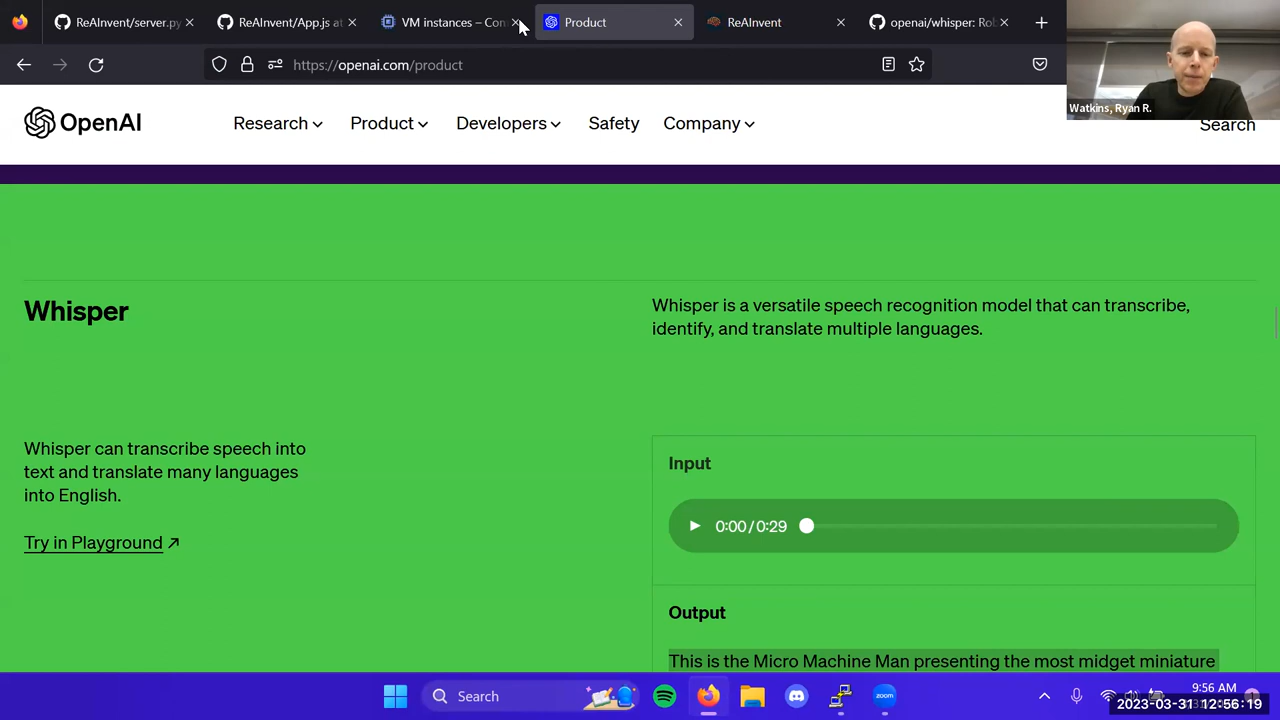 ReAInvent/server.py
ReAInvent/App.js at
VM instances – Con
Product
ReAInvent
openai/whisper: Rob
https://openai.com/product
Watkins, Ryan R.
OpenAI
Research
Product
Developers
Safety
Company
Search
Whisper
Whisper is a versatile speech recognition model that can transcribe,
identify, and translate multiple languages.
Whisper can transcribe speech into
text and translate many languages
into English.
Try in Playground
Input
0:00 / 0:29
Output
This is the Micro Machine Man presenting the most midget miniature
Search
zoom
9:56 AM
2023-03-31 12:56:19